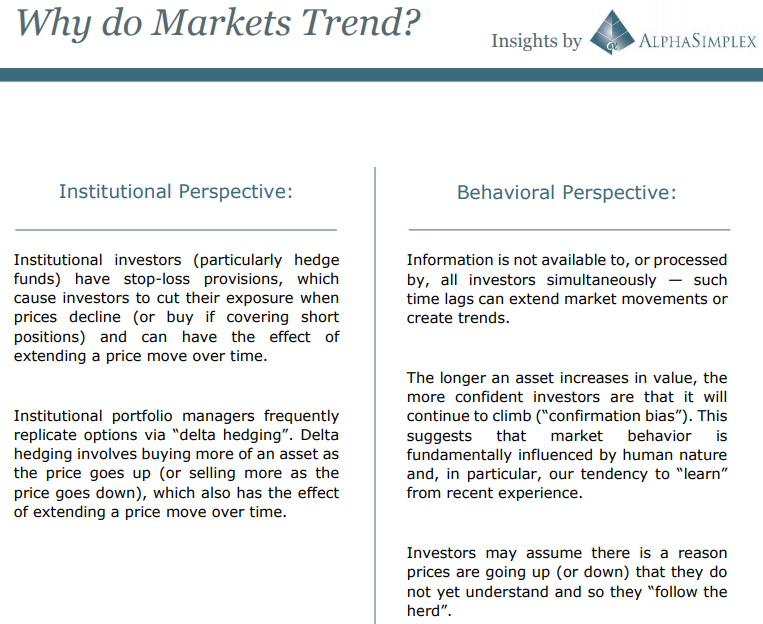 Why do Markets Trend?
Insights by
α
ALPHASIMPLEX
Institutional Perspective:
Institutional investors (particularly hedge
funds) have stop-loss provisions, which
cause investors to cut their exposure when
prices decline (or buy if covering short
positions) and can have the effect of
extending a price move over time.
Institutional portfolio managers frequently
replicate options via “delta hedging”. Delta
hedging involves buying more of an asset as
the price goes up (or selling more as the
price goes down), which also has the effect
of extending a price move over time.
Behavioral Perspective:
Information is not available to, or processed
by, all investors simultaneously — such
time lags can extend market movements or
create trends.
The longer an asset increases in value, the
more confident investors are that it will
continue to climb (“confirmation bias”). This
suggests that market behavior is
fundamentally influenced by human nature
and, in particular, our tendency to “learn”
from recent experience.
Investors may assume there is a reason
prices are going up (or down) that they do
not yet understand and so they “follow the
herd”.